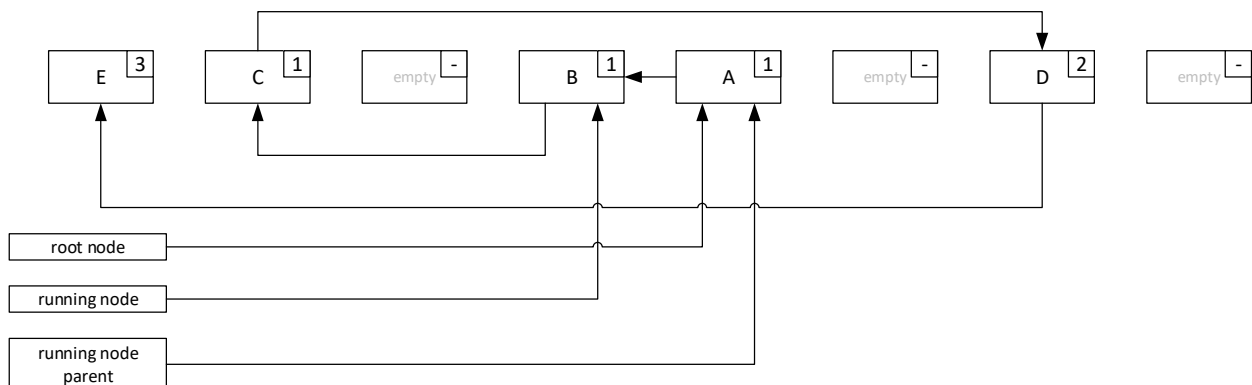 E 3
C 1
empty -
B 1
A 1
empty -
D 2
empty -
root node
running node
running node
parent